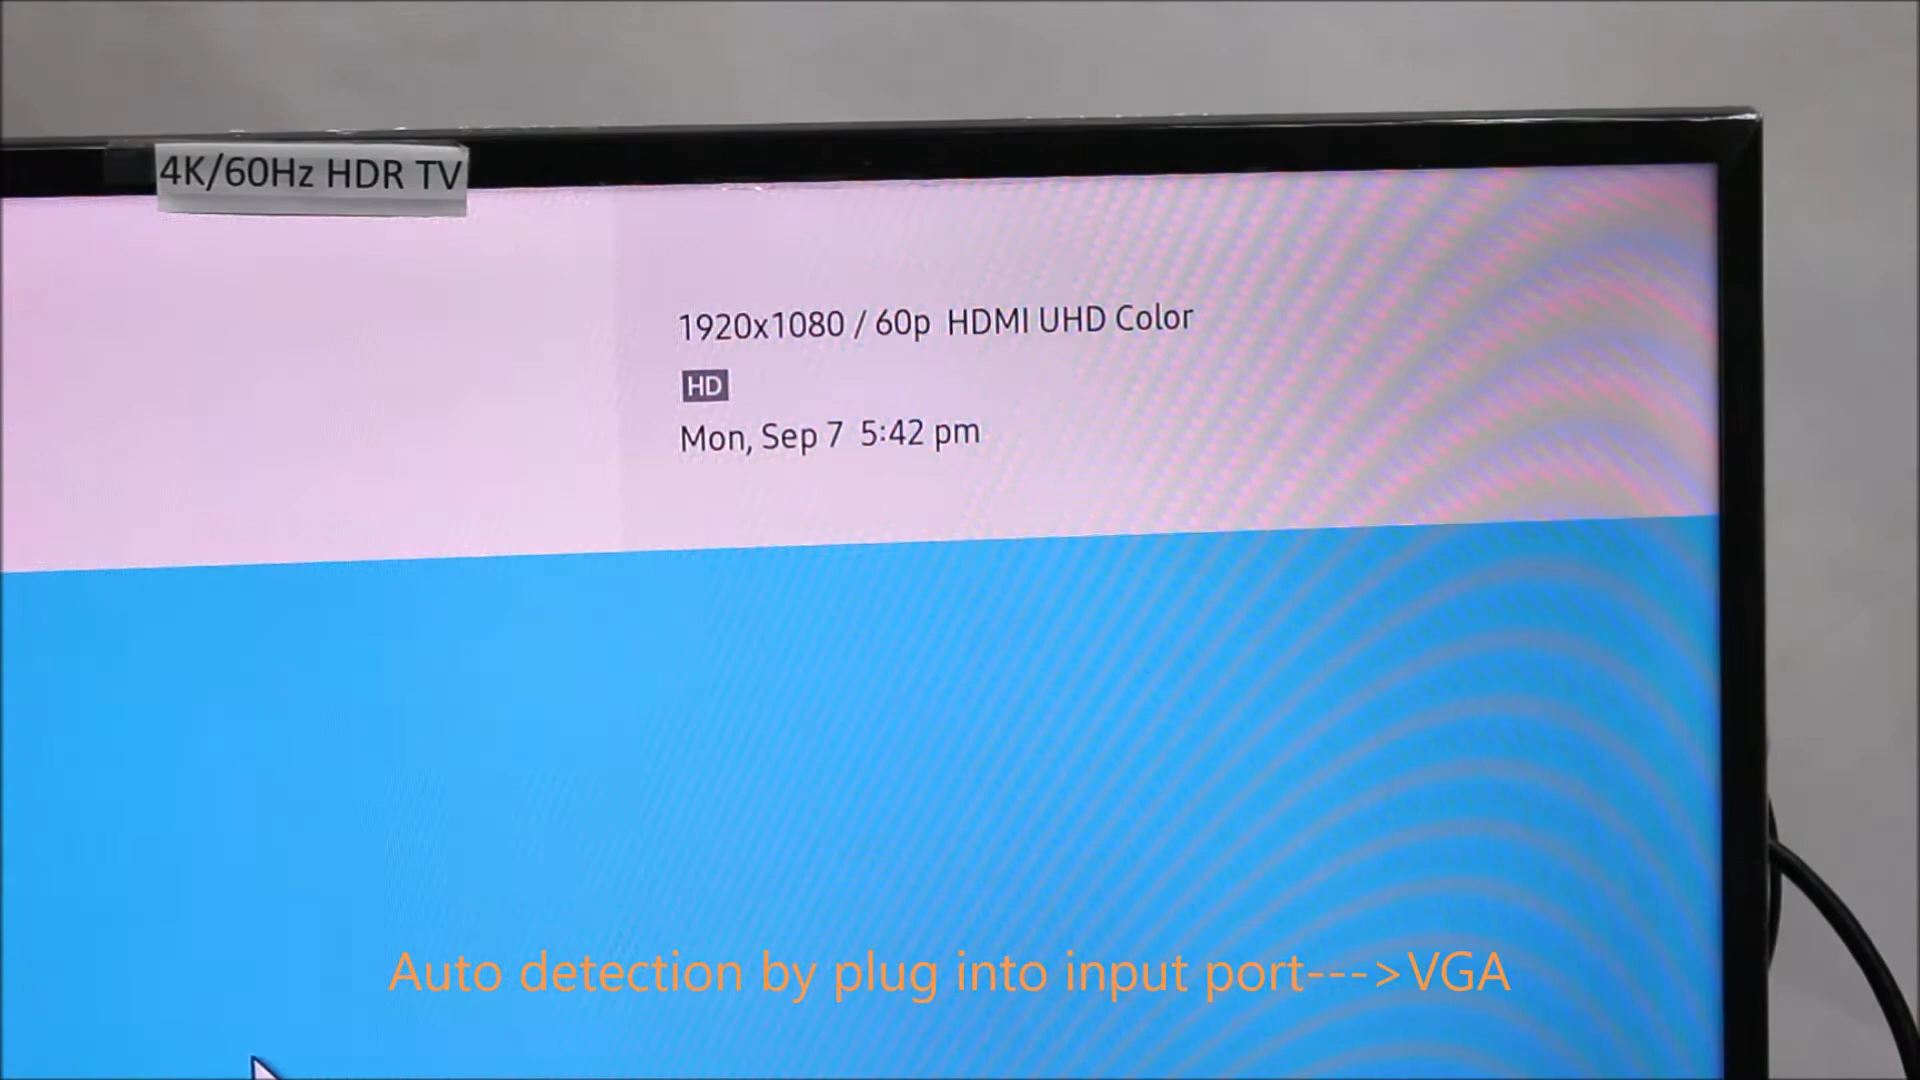 4K/60Hz HDR TV
1920x1080 / 60p HDMI UHD Color
HD
Mon, Sep 7 5:42 pm
Auto detection by plug into input port--->VGA